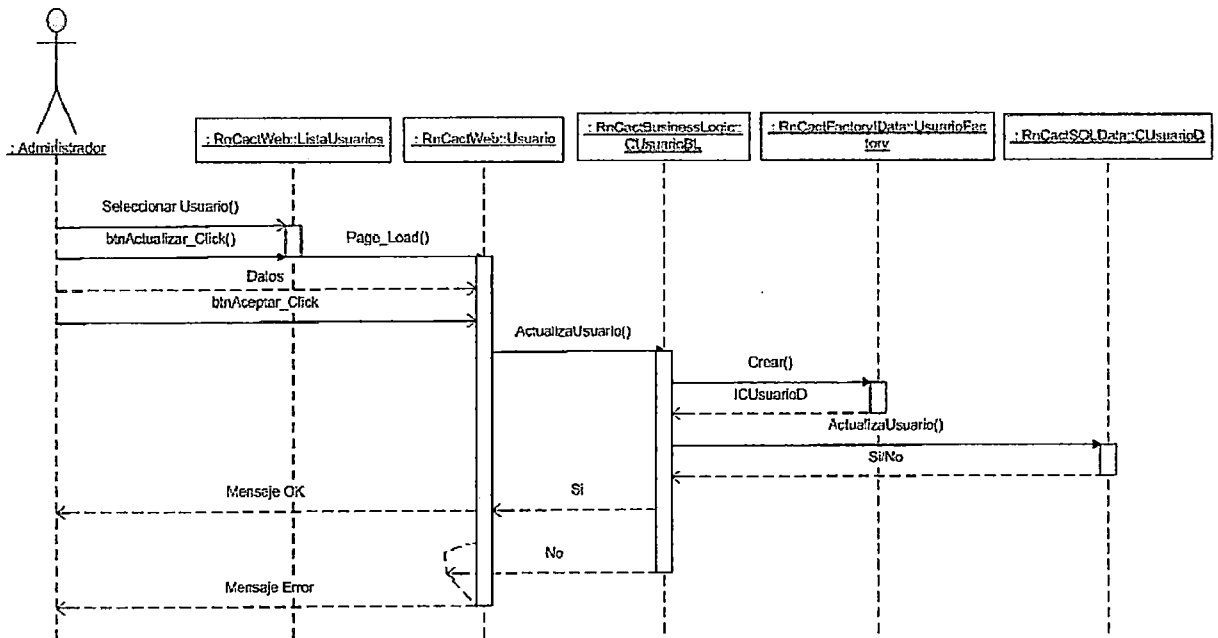 : Administrador
: RnCactWeb::ListaUsuarios
: RnCactWeb::Usuario
: RnCactBusinessLogic::
CUsuarioBL
: RnCactFactoryIData::UsuarioFac
tory
: RnCactSQLData::CUsuarioD
Seleccionar Usuario()
btnActualizar_Click()
Page_Load()
Datos
btnAceptar_Click
ActualizaUsuario()
Crear()
ICUsuarioD
ActualizaUsuario()
Si/No
Mensaje OK
Si
No
Mensaje Error